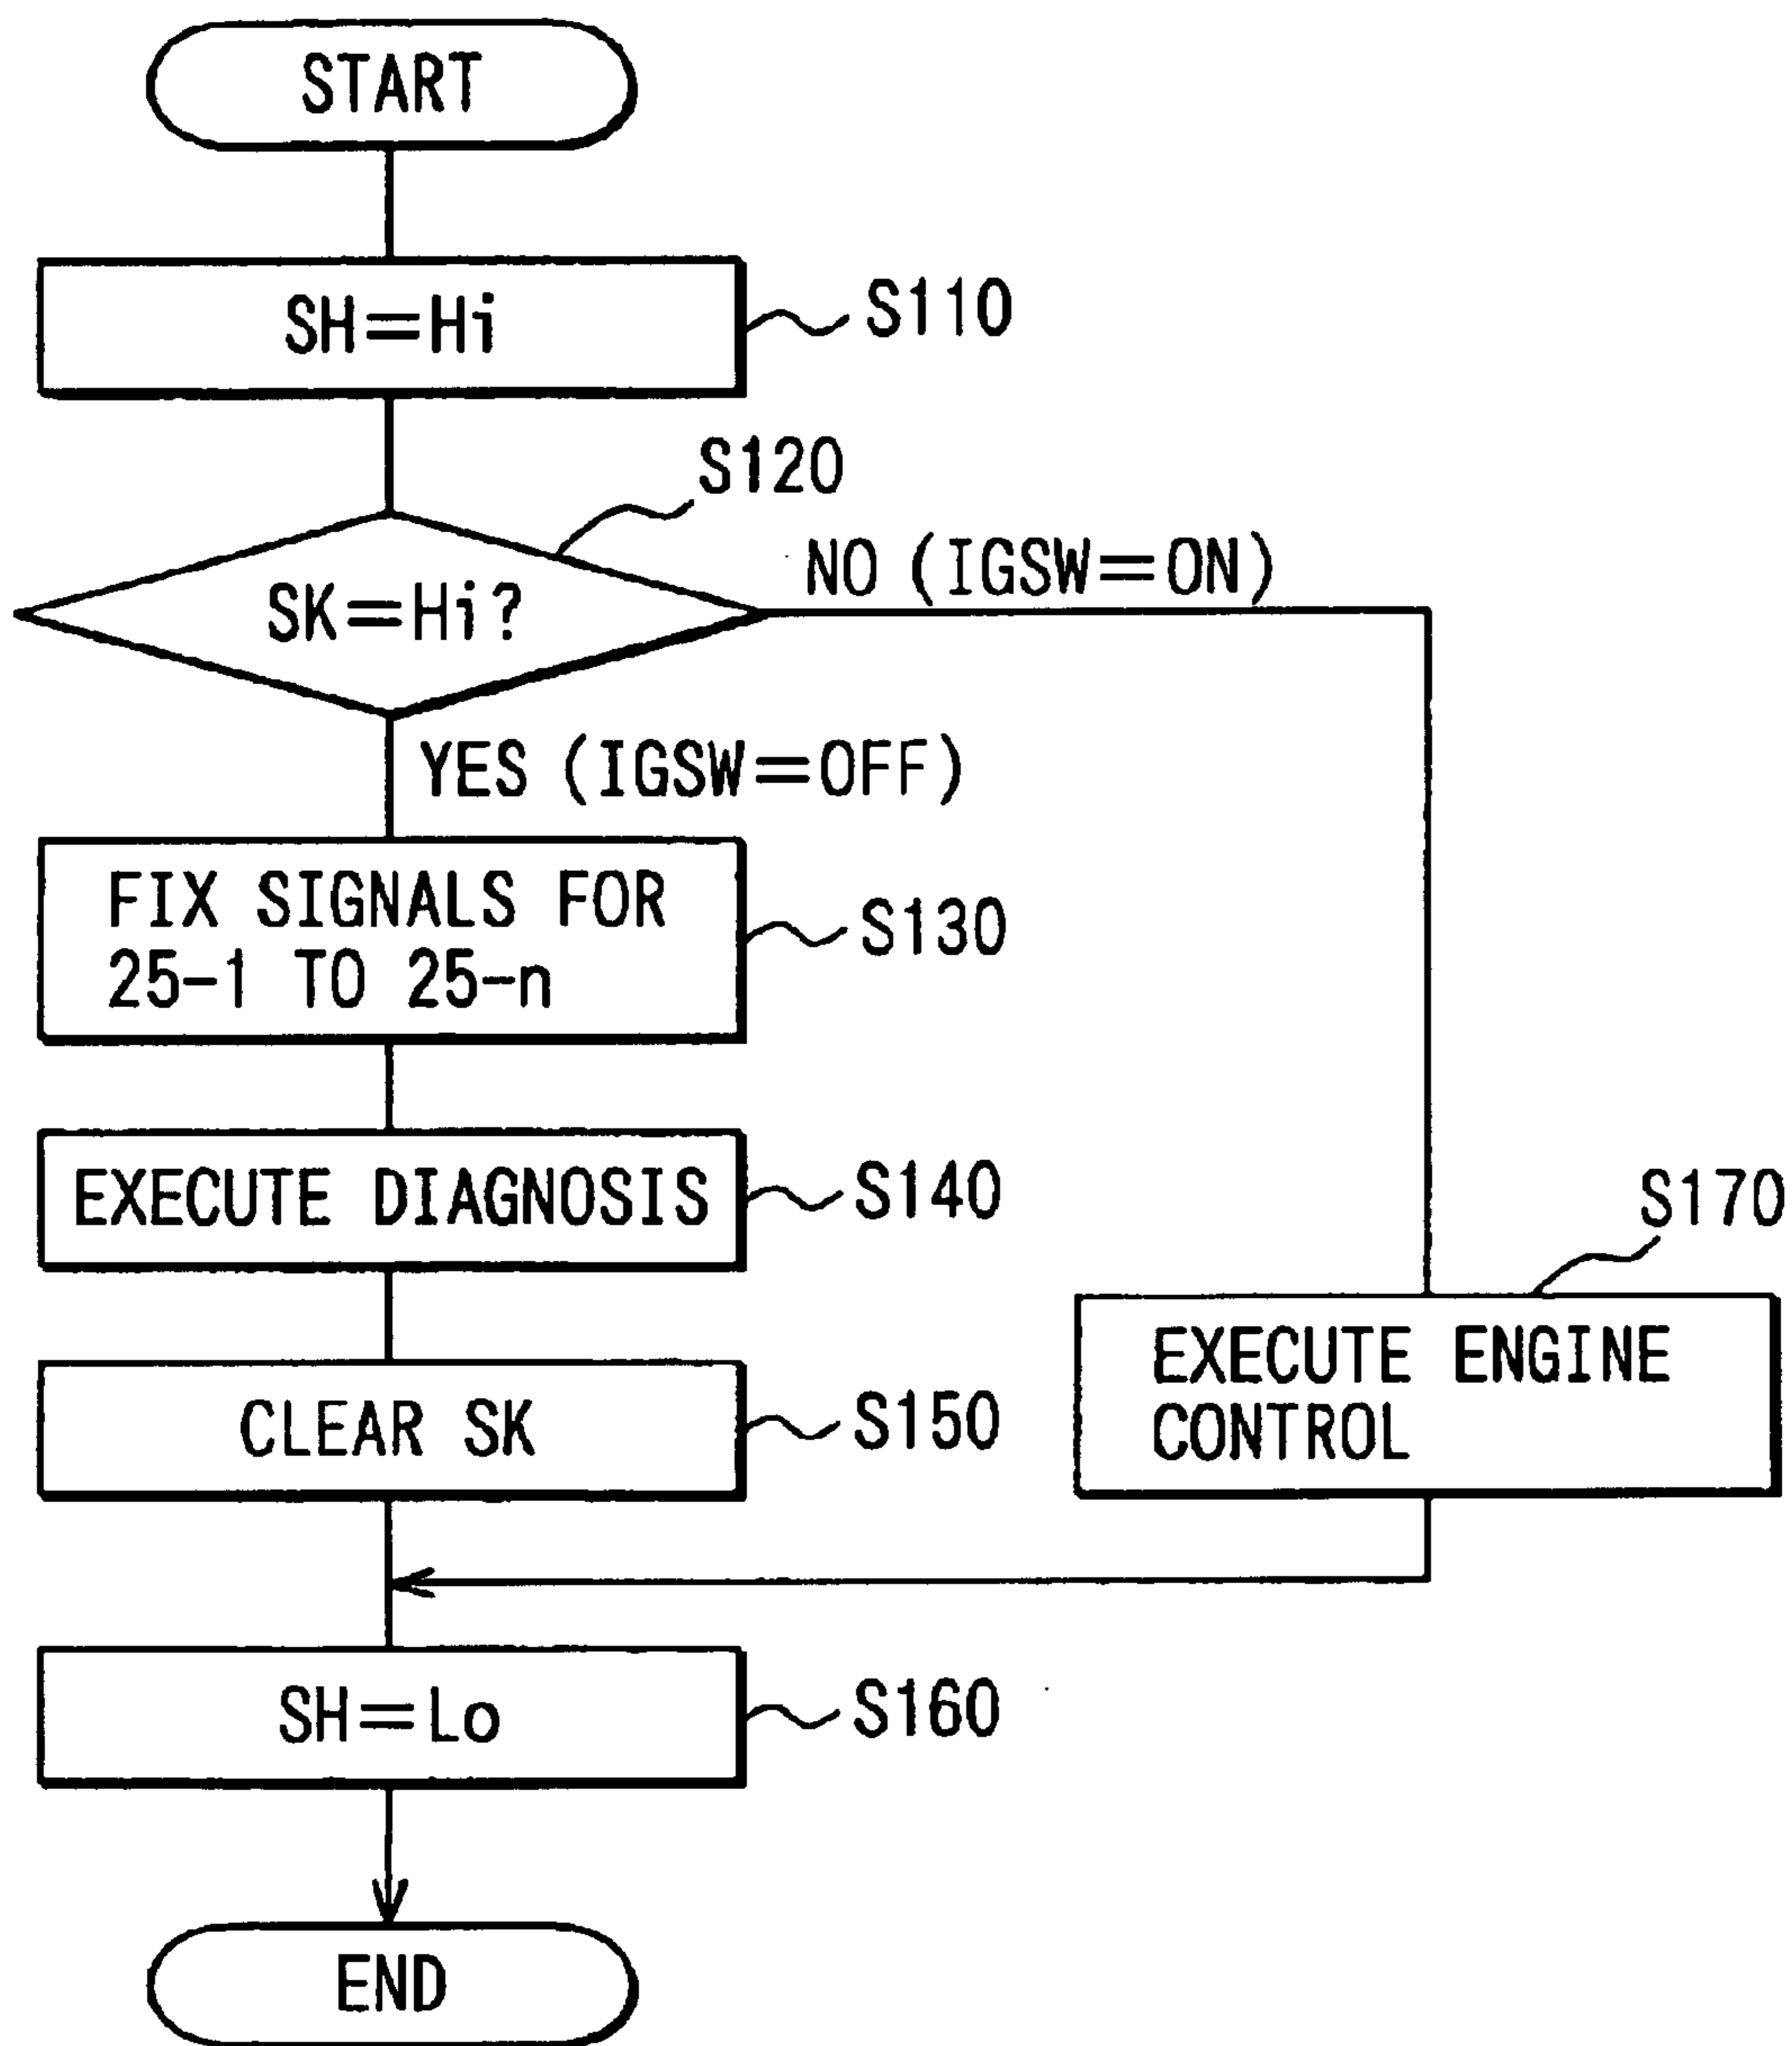 START
SH=Hi
S110
S120
SK=Hi?
NO (IGSW=ON)
YES (IGSW=OFF)
FIX SIGNALS FOR
25-1 TO 25-n
S130
EXECUTE DIAGNOSIS
S140
S170
EXECUTE ENGINE
CONTROL
CLEAR SK
S150
SH=Lo
S160
END